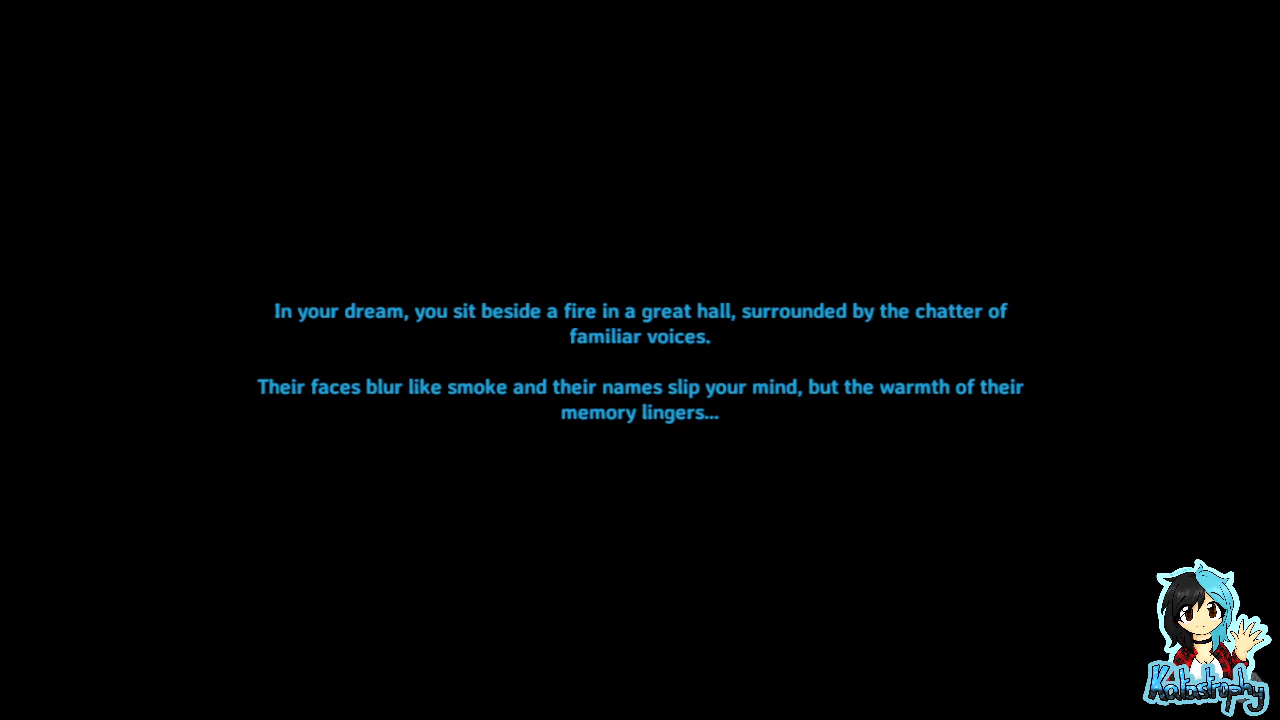 In your dream, you sit beside a fire in a great hall, surrounded by the chatter of
familiar voices.
Their faces blur like smoke and their names slip your mind, but the warmth of their
memory lingers...
Katastrophy